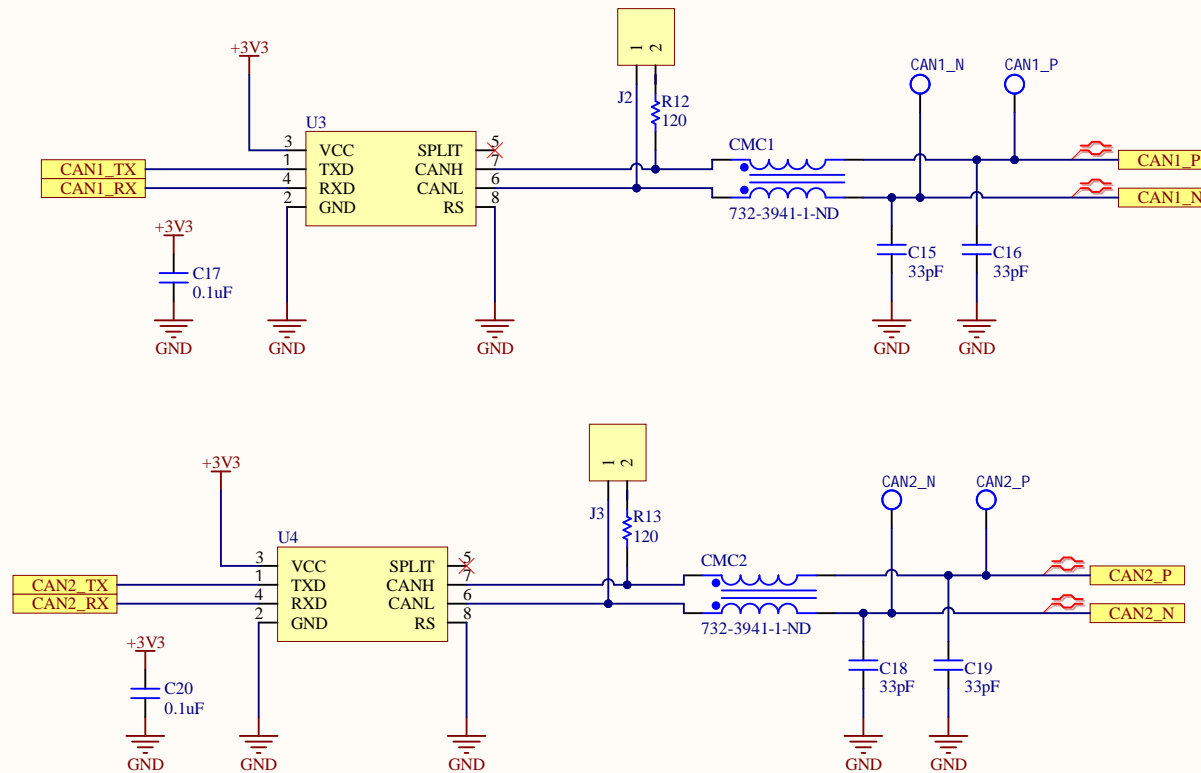 1 2
J2
R12
120
CAN1_N
CAN1_P
+3V3
U3
3 VCC SPLIT 5
CAN1_TX 1 TXD CANH 7
CAN1_RX 4 RXD CANL 6
2 GND RS 8
CMC1
732-3941-1-ND
CAN1_P
CAN1_N
+3V3
C17
0.1uF
C15
33pF
C16
33pF
GND
GND
GND
GND
GND
1 2
J3
R13
120
CAN2_N
CAN2_P
+3V3
U4
3 VCC SPLIT 5
CAN2_TX 1 TXD CANH 7
CAN2_RX 4 RXD CANL 6
2 GND RS 8
CMC2
732-3941-1-ND
CAN2_P
CAN2_N
+3V3
C20
0.1uF
C18
33pF
C19
33pF
GND
GND
GND
GND
GND